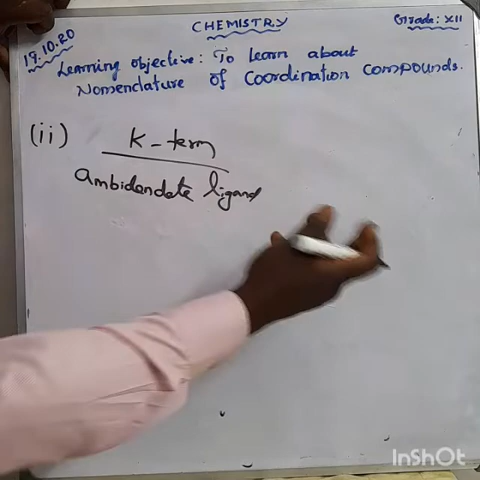 CHEMISTRY
Grade: XII
19.10.20
Learning objective: To learn about
Nomenclature of Coordination compounds.
(ii) K-term
Ambidendate ligand
InShOt